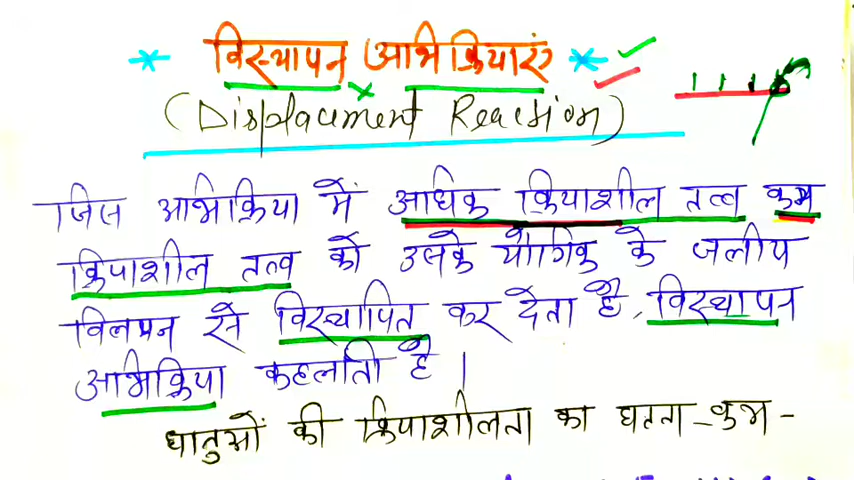 * विस्थापन अभिक्रियाएं *
(Displacement Reaction)
जिस अभिक्रिया में अधिक क्रियाशील तत्व कम
क्रियाशील तत्व को उसके यौगिक के जलीय
विलयन से विस्थापित कर देता है, विस्थापन
अभिक्रिया कहलाती है।
धातुओं की क्रियाशीलता का घटता-क्रम-